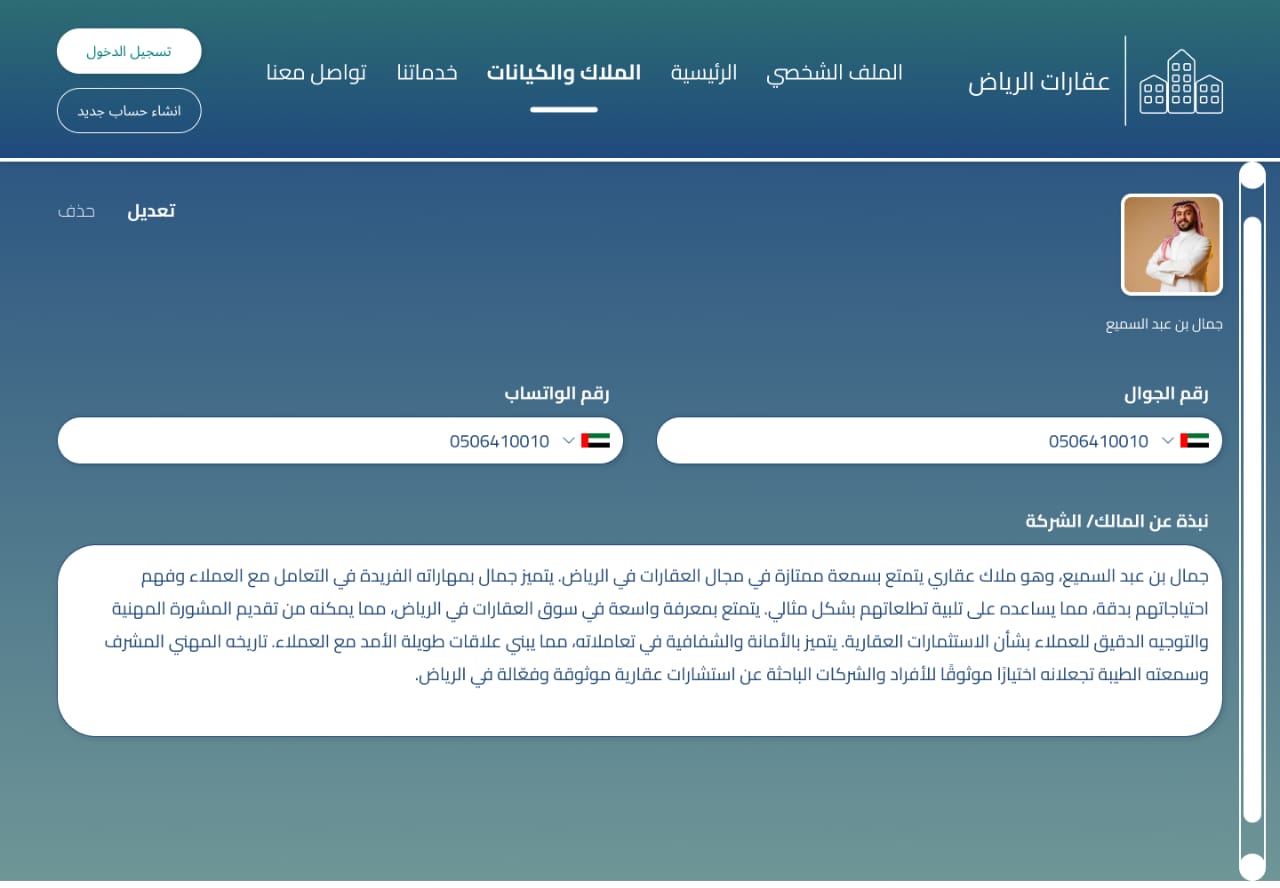 عقارات الرياض
الملف الشخصي
الرئيسية
الملاك والكيانات
خدماتنا
تواصل معنا
تسجيل الدخول
انشاء حساب جديد
تعديل
حذف
جمال بن عبد السميع
رقم الجوال
0506410010
رقم الواتساب
0506410010
نبذة عن المالك/ الشركة
جمال بن عبد السميع، وهو ملاك عقاري يتمتع بسمعة ممتازة في مجال العقارات في الرياض. يتميز جمال بمهاراته الفريدة في التعامل مع العملاء وفهم
احتياجاتهم بدقة، مما يساعده على تلبية تطلعاتهم بشكل مثالي. يتمتع بمعرفة واسعة في سوق العقارات في الرياض، مما يمكنه من تقديم المشورة المهنية
والتوجيه الدقيق للعملاء بشأن الاستثمارات العقارية. يتميز بالأمانة والشفافية في تعاملاته، مما يبني علاقات طويلة الأمد مع العملاء. تاريخه المهني المشرف
وسمعته الطيبة تجعلانه اختيارًا موثوقًا للأفراد والشركات الباحثة عن استشارات عقارية موثوقة وفعّالة في الرياض.